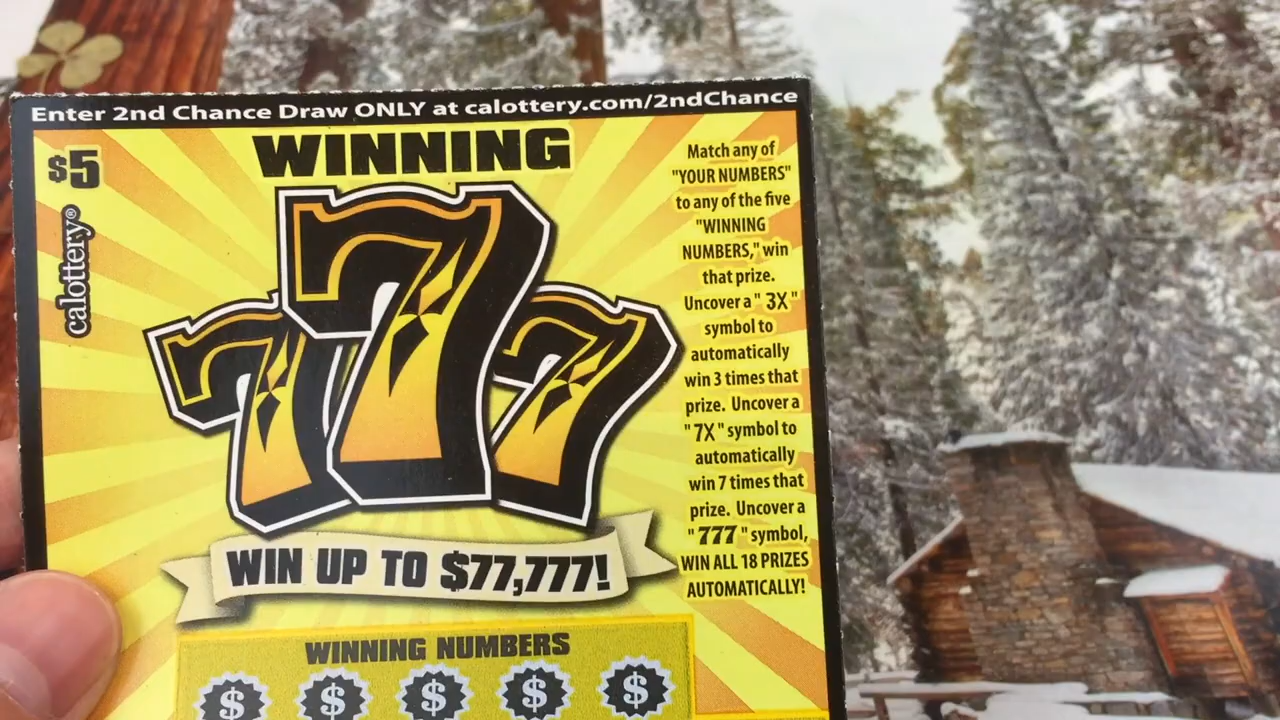 Enter 2nd Chance Draw ONLY at calottery.com/2ndChance
$5
calottery®
WINNING
777
WIN UP TO $77,777!
Match any of
"YOUR NUMBERS"
to any of the five
"WINNING
NUMBERS," win
that prize.
Uncover a " 3X "
symbol to
automatically
win 3 times that
prize. Uncover a
"7X" symbol to
automatically
win 7 times that
prize. Uncover a
" 777 " symbol,
WIN ALL 18 PRIZES
AUTOMATICALLY!
WINNING NUMBERS
$ $ $ $ $